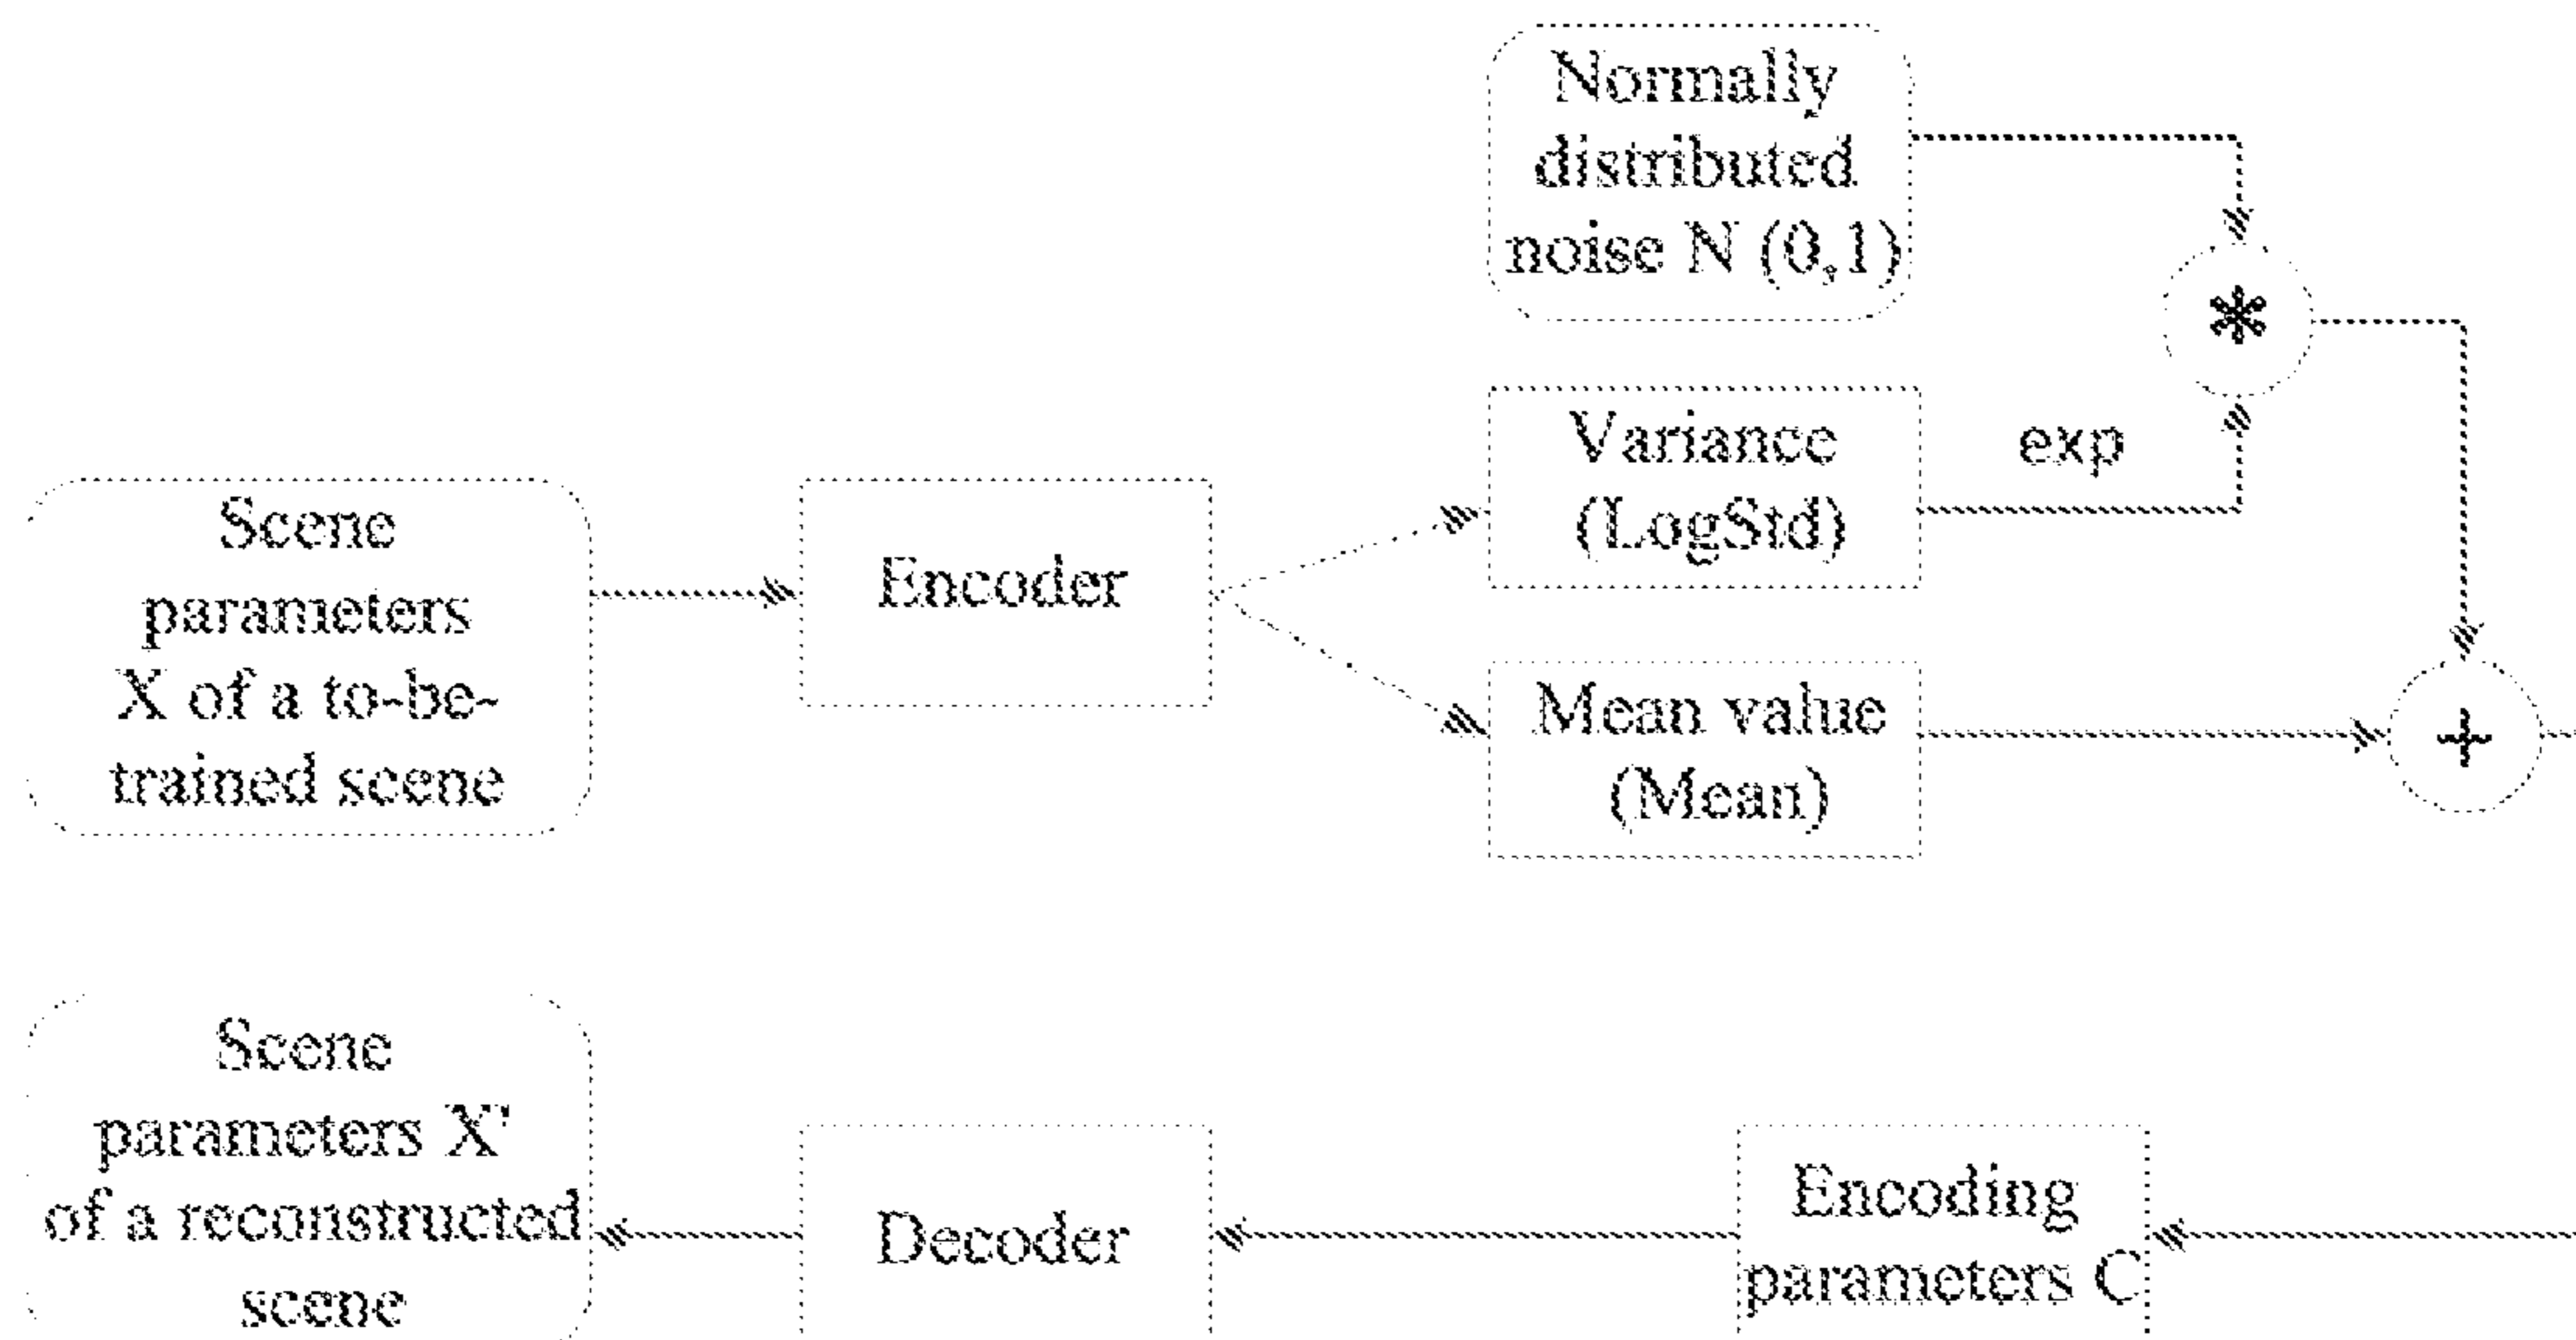 Normally
distributed
noise N (0,1)
*
Variance
(LogStd)
exp
Scene
parameters
X of a to-be-
trained scene
Encoder
Mean value
(Mean)
+
Scene
parameters X'
of a reconstructed
scene
Decoder
Encoding
parameters C